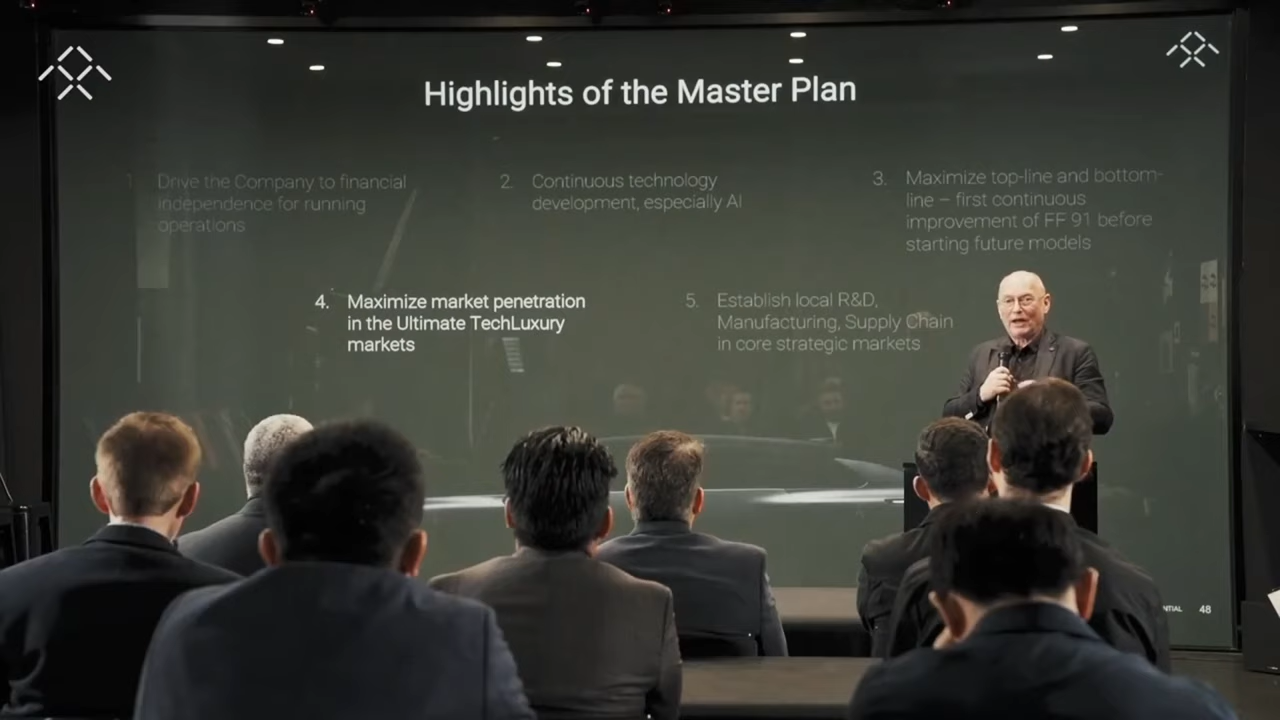 Highlights of the Master Plan
1. Drive the Company to financial
independence for running
operations
2. Continuous technology
development, especially AI
3. Maximize top-line and bottom-
line – first continuous
improvement of FF 91 before
starting future models
4. Maximize market penetration
in the Ultimate TechLuxury
markets
5. Establish local R&D,
Manufacturing, Supply Chain
in core strategic markets
48